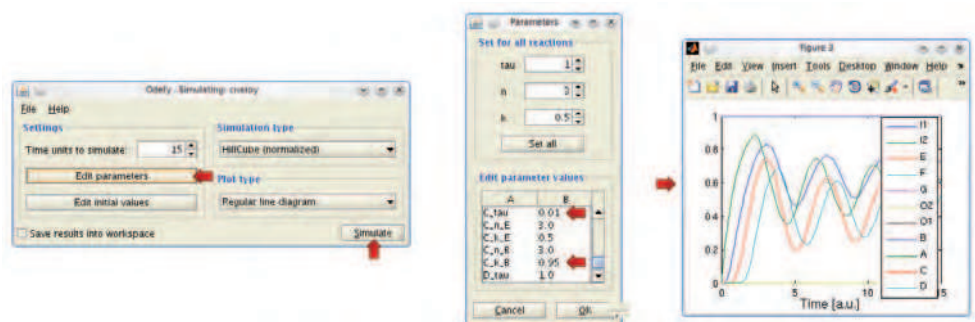 Odefy - Simulating: cnatoy
File Help
Settings
Time units to simulate: 15
Edit parameters
Edit initial values
Save results into workspace
Simulation type
HillCube (normalized)
Plot type
Regular line diagram
Simulate
Parameters
Set for all reactions
tau 1
n 3
k 0.5
Set all
Edit parameter values
A B
C_tau 0.01
C_n_E 3.0
C_k_E 0.5
C_n_B 3.0
C_k_B 0.95
D_tau 1.0
Cancel OK
Figure 3
File Edit View Insert Tools Desktop Window Help
1
0.8
0.6
0.4
0.2
0
0 5 10 15
Time [a.u.]
I1
I2
E
F
G
O2
O1
B
A
C
D